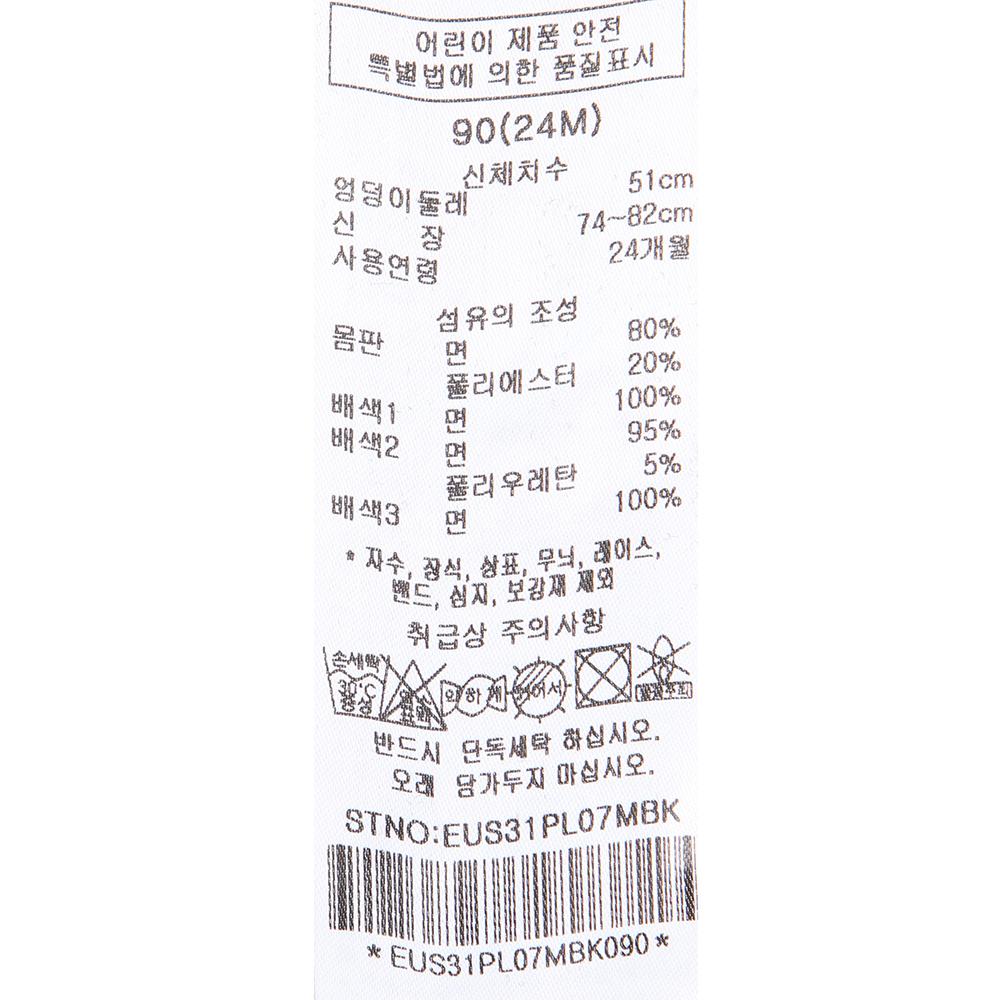 어린이 제품 안전
특별법에 의한 품질표시
90(24M)
신체치수
엉덩이둘레 51cm
신 장 74~82cm
사용연령 24개월
섬유의 조성
몸판 면 80%
폴리에스터 20%
배색1 면 100%
배색2 면 95%
폴리우레탄 5%
배색3 면 100%
* 자수, 장식, 상표, 무늬, 레이스,
밴드, 심지, 보강재 제외
취급상 주의사항
손세탁 30℃ 중성 약하게
반드시 단독세탁 하십시오.
오래 담가두지 마십시오.
STNO:EUS31PL07MBK
*EUS31PL07MBK090*